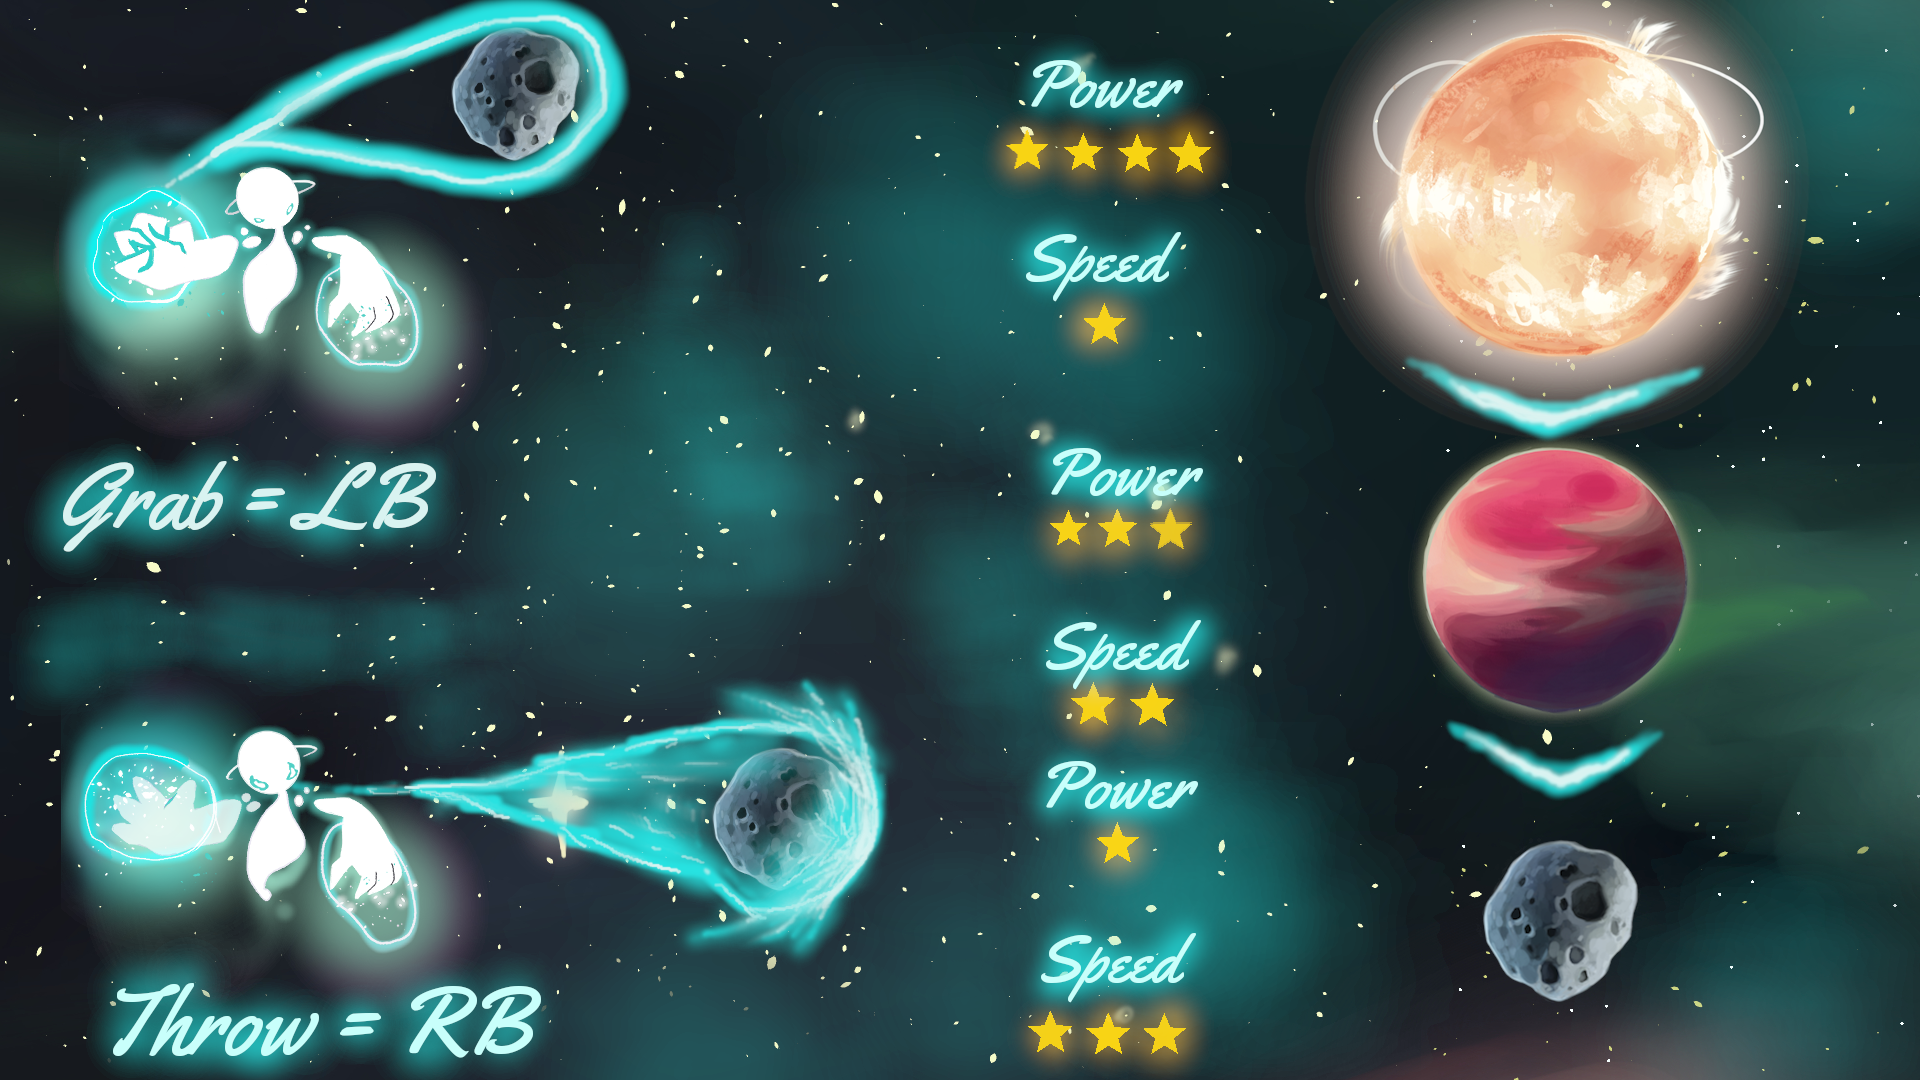 Grab = LB
Throw = RB
Power
Speed
Power
Speed
Power
Speed